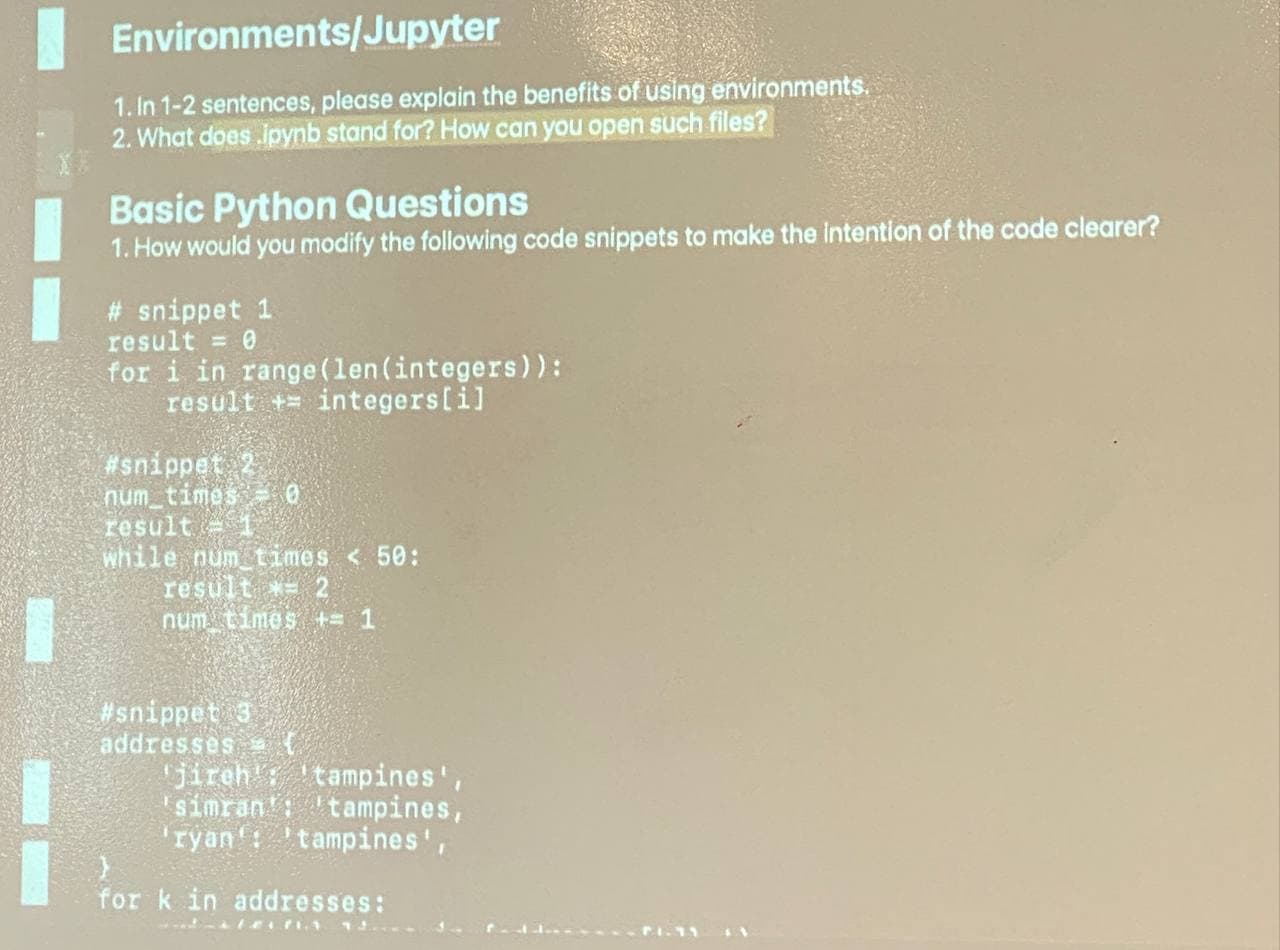 Environments/Jupyter
1. In 1-2 sentences, please explain the benefits of using environments.
2. What does .ipynb stand for? How can you open such files?
Basic Python Questions
1. How would you modify the following code snippets to make the intention of the code clearer?
# snippet 1
result = 0
for i in range(len(integers)):
    result += integers[i]
#snippet 2
num_times = 0
result = 1
while num_times < 50:
    result *= 2
    num_times += 1
#snippet 3
addresses = {
    'jireh': 'tampines',
    'simran': 'tampines,
    'ryan': 'tampines',
}
for k in addresses: